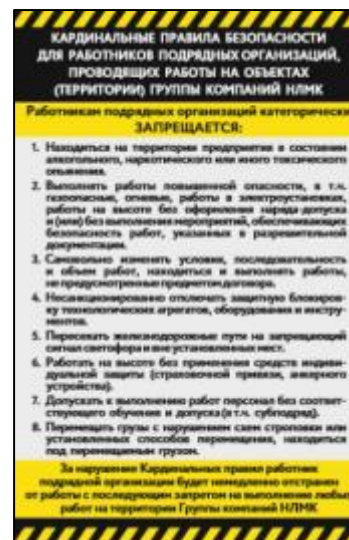 КАРДИНАЛЬНЫЕ ПРАВИЛА БЕЗОПАСНОСТИ
ДЛЯ РАБОТНИКОВ ПОДРЯДНЫХ ОРГАНИЗАЦИЙ,
ПРОВОДЯЩИХ РАБОТЫ НА ОБЪЕКТАХ
(ТЕРРИТОРИИ) ГРУППЫ КОМПАНИЙ НЛМК
Работникам подрядных организаций категорически
ЗАПРЕЩАЕТСЯ:
1. Находиться на территории предприятия в состоянии
алкогольного, наркотического или иного токсического
опьянения.
2. Выполнять работы повышенной опасности, в т.ч.
газоопасные, огневые, работы в электроустановках,
работы на высоте без оформления наряда-допуска
и (или) без выполнения мероприятий, обеспечивающих
безопасность работ, указанных в разрешительной
документации.
3. Самовольно изменять условия, последовательность
и объем работ, находиться и выполнять работы,
не предусмотренные предметом договора.
4. Несанкционированно отключать защитную блокиров-
ку технологических агрегатов, оборудования и инстру-
ментов.
5. Пересекать железнодорожные пути на запрещающий
сигнал светофора и вне установленных мест.
6. Работать на высоте без применения средств индиви-
дуальной защиты (страховочной привязи, анкерного
устройства).
7. Допускать к выполнению работ персонал без соответ-
ствующего обучения и допуска (в т.ч. субподряд).
8. Перемещать грузы с нарушением схем строповки или
установленных способов перемещения, находиться
под перемещаемым грузом.
За нарушение Кардинальных правил работник
подрядной организации будет немедленно отстранен
от работы с последующим запретом на выполнение любых
работ на территории Группы компаний НЛМК